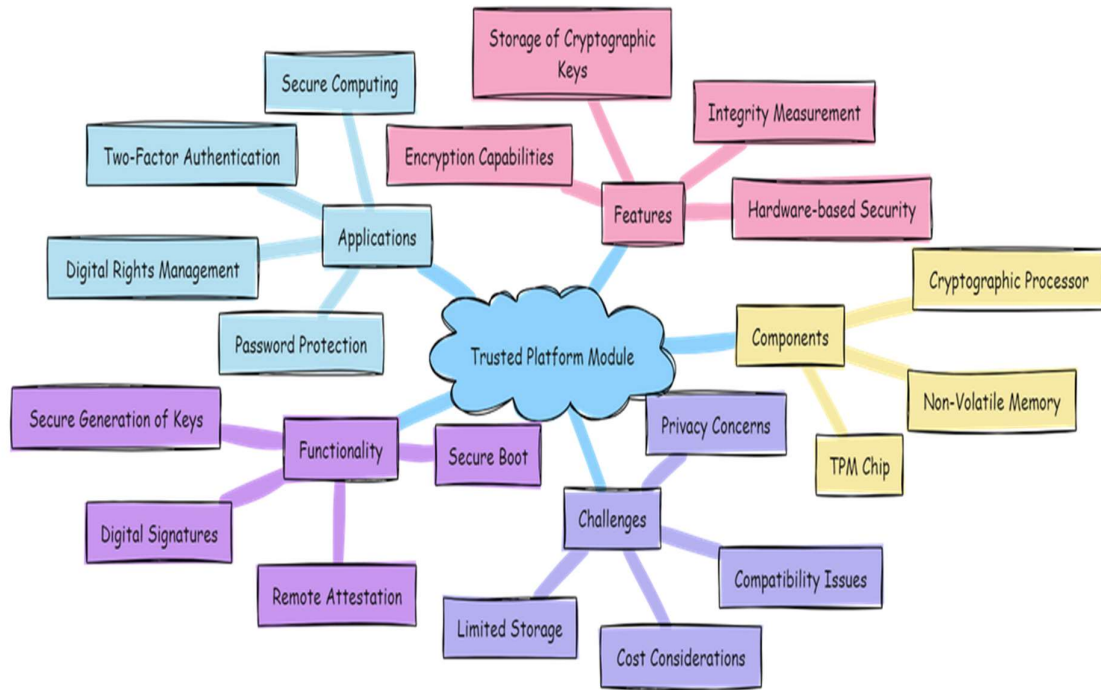 Storage of Cryptographic
Keys
Secure Computing
Integrity Measurement
Two-Factor Authentication
Encryption Capabilities
Features
Hardware-based Security
Applications
Digital Rights Management
Cryptographic Processor
Password Protection
Trusted Platform Module
Components
Non-Volatile Memory
Secure Generation of Keys
Privacy Concerns
Functionality
Secure Boot
TPM Chip
Digital Signatures
Challenges
Compatibility Issues
Remote Attestation
Limited Storage
Cost Considerations